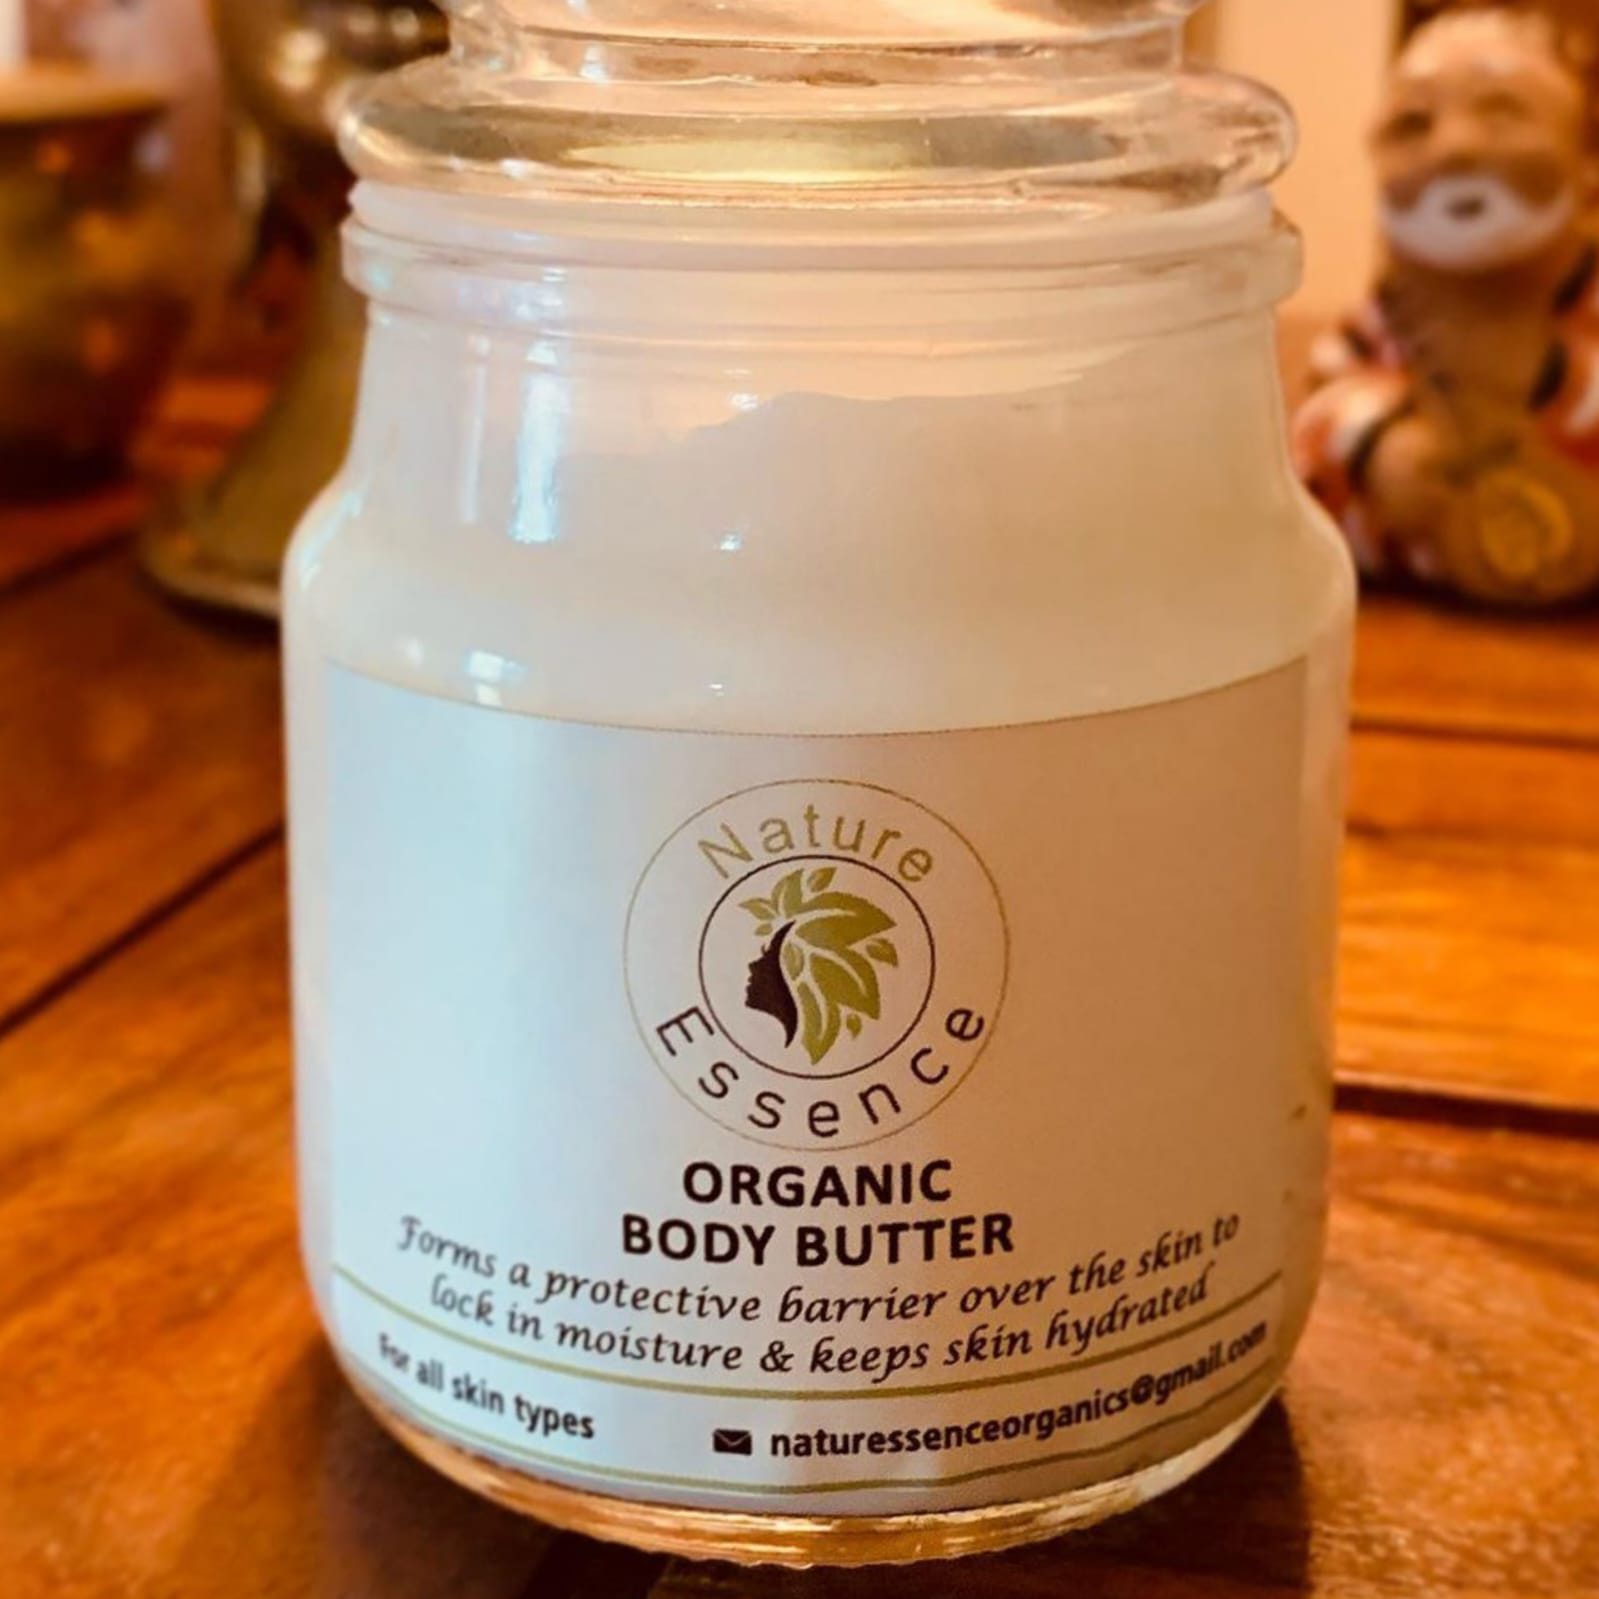 Nature
Essence
ORGANIC
BODY BUTTER
Forms a protective barrier over the skin to
lock in moisture & keeps skin hydrated
For all skin types
naturessenceorganics@gmail.com